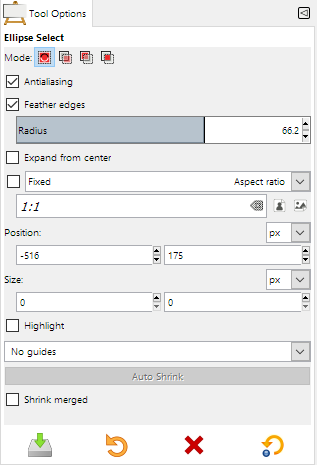 Tool Options
Ellipse Select
Mode:
Antialiasing
Feather edges
Radius 66.2
Expand from center
Fixed Aspect ratio
1:1
Position: px
-516 175
Size: px
0 0
Highlight
No guides
Auto Shrink
Shrink merged